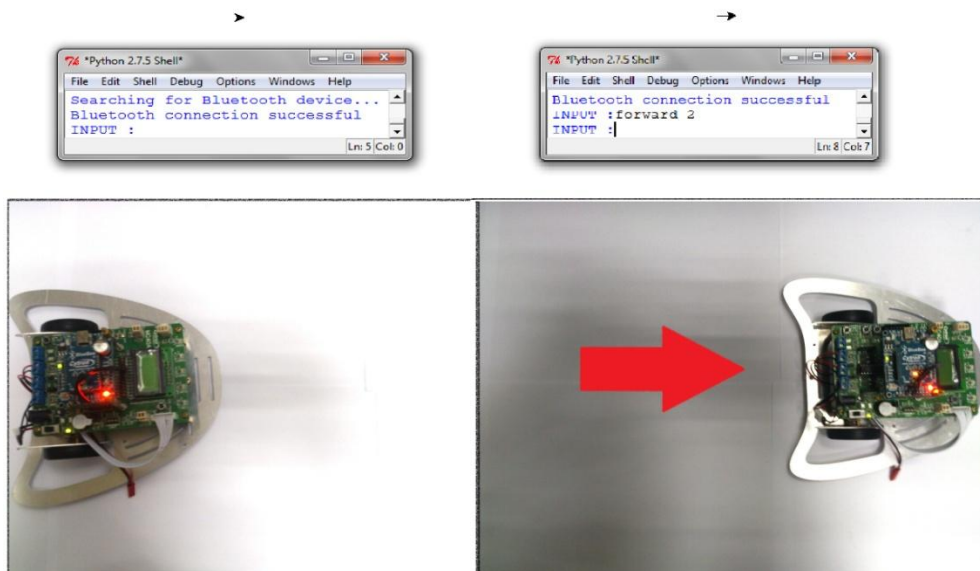 *Python 2.7.5 Shell*
File Edit Shell Debug Options Windows Help
Searching for Bluetooth device...
Bluetooth connection successful
INPUT :
Ln: 5 Col: 0
*Python 2.7.5 Shell*
File Edit Shell Debug Options Windows Help
Bluetooth connection successful
INPUT :forward 2
INPUT :
Ln: 8 Col: 7